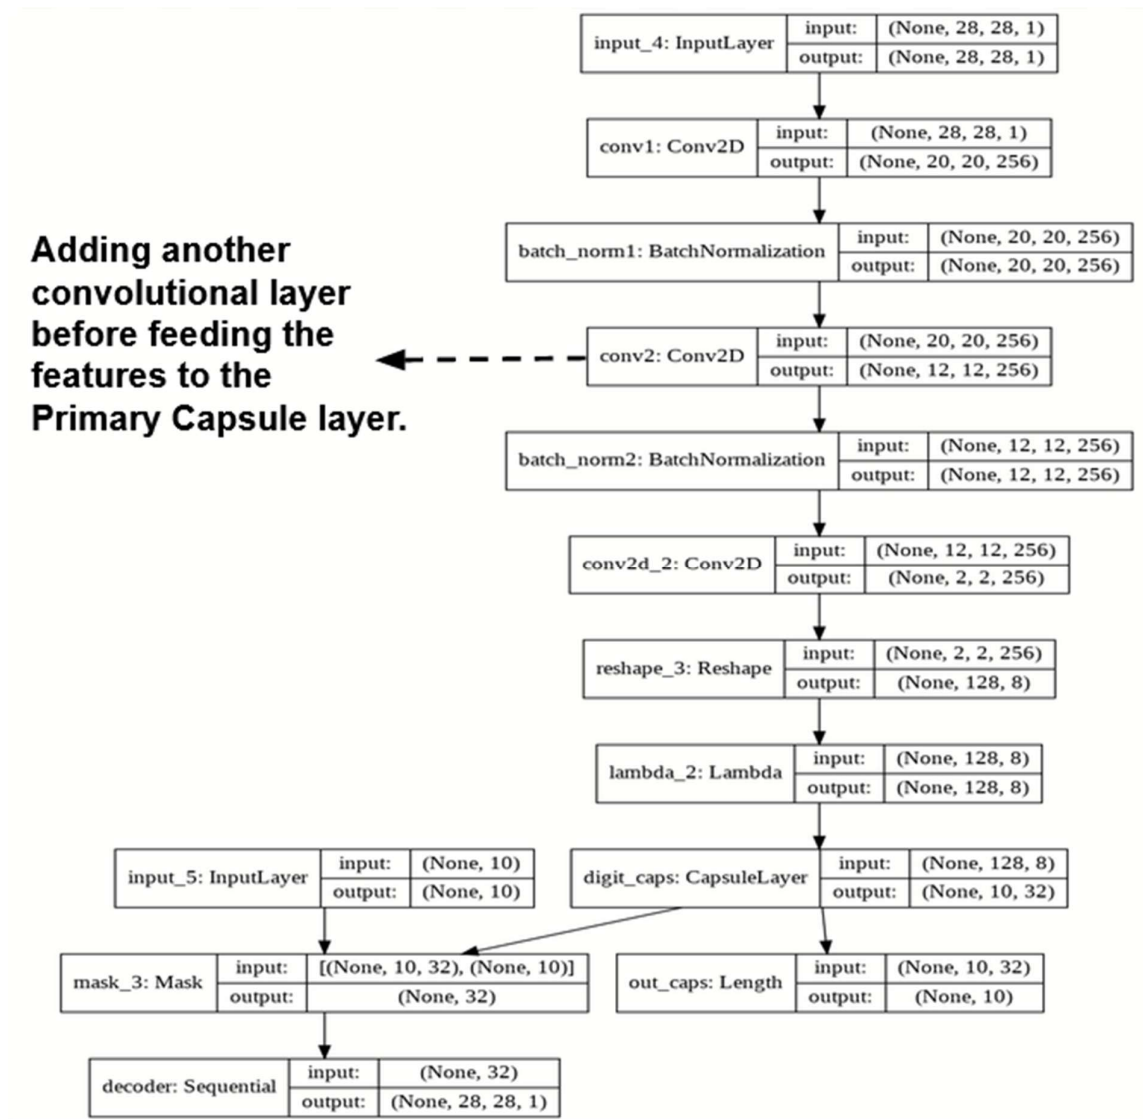 input_4: InputLayer
input: (None, 28, 28, 1)
output: (None, 28, 28, 1)
conv1: Conv2D
input: (None, 28, 28, 1)
output: (None, 20, 20, 256)
batch_norm1: BatchNormalization
input: (None, 20, 20, 256)
output: (None, 20, 20, 256)
Adding another
convolutional layer
before feeding the
features to the
Primary Capsule layer.
conv2: Conv2D
input: (None, 20, 20, 256)
output: (None, 12, 12, 256)
batch_norm2: BatchNormalization
input: (None, 12, 12, 256)
output: (None, 12, 12, 256)
conv2d_2: Conv2D
input: (None, 12, 12, 256)
output: (None, 2, 2, 256)
reshape_3: Reshape
input: (None, 2, 2, 256)
output: (None, 128, 8)
lambda_2: Lambda
input: (None, 128, 8)
output: (None, 128, 8)
input_5: InputLayer
input: (None, 10)
output: (None, 10)
digit_caps: CapsuleLayer
input: (None, 128, 8)
output: (None, 10, 32)
mask_3: Mask
input: [(None, 10, 32), (None, 10)]
output: (None, 32)
out_caps: Length
input: (None, 10, 32)
output: (None, 10)
decoder: Sequential
input: (None, 32)
output: (None, 28, 28, 1)